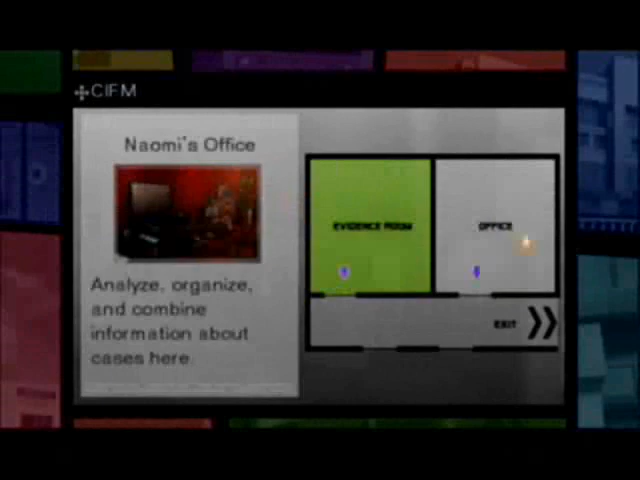 CIFM
Naomi's Office
Analyze, organize,
and combine
information about
cases here.
EVIDENCE ROOM
OFFICE
EXIT